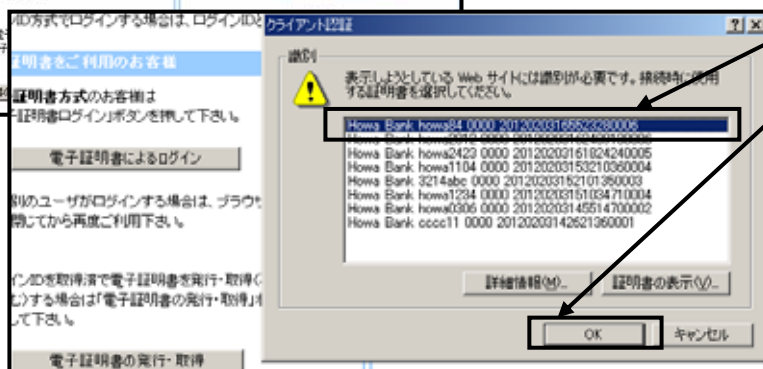 ID方式でログインする場合は、ログインIDと
証明書をご利用のお客様
証明書方式のお客様は
子証明書ログイン」ボタンを押して下さい。
電子証明書によるログイン
別のユーザがログインする場合は、ブラウザ
閉じてから再度ご利用下さい。
インIDを取得済で電子証明書を発行・取得(
む)する場合は「電子証明書の発行・取得」ボ
して下さい。
電子証明書の発行・取得
クライアント認証
識別
表示しようとしている Web サイトには識別が必要です。接続時に使用
する証明書を選択してください。
Howa Bank howa84 0000 20120203165523280006
Howa Bank howa2423 0000 20120203161824240005
Howa Bank howa1104 0000 20120203153210360004
Howa Bank 3214abc 0000 20120203152101350003
Howa Bank howa1234 0000 20120203151034710004
Howa Bank howa0306 0000 20120203145514700002
Howa Bank cccc11 0000 20120203142621360001
詳細情報(M)...
証明書の表示(V)...
OK
キャンセル